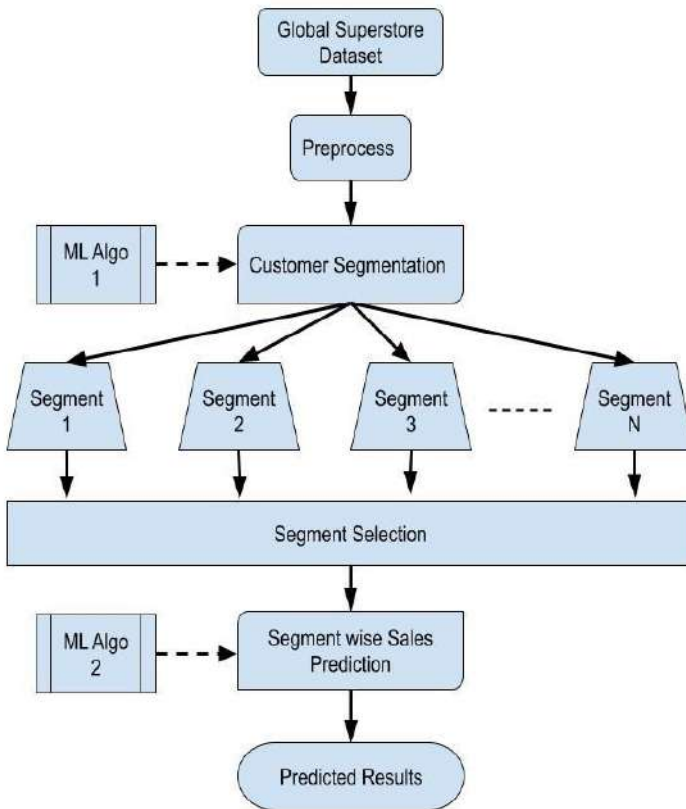 Global Superstore
Dataset
Preprocess
ML Algo
1
Customer Segmentation
Segment
1
Segment
2
Segment
3
Segment
N
Segment Selection
ML Algo
2
Segment wise Sales
Prediction
Predicted Results